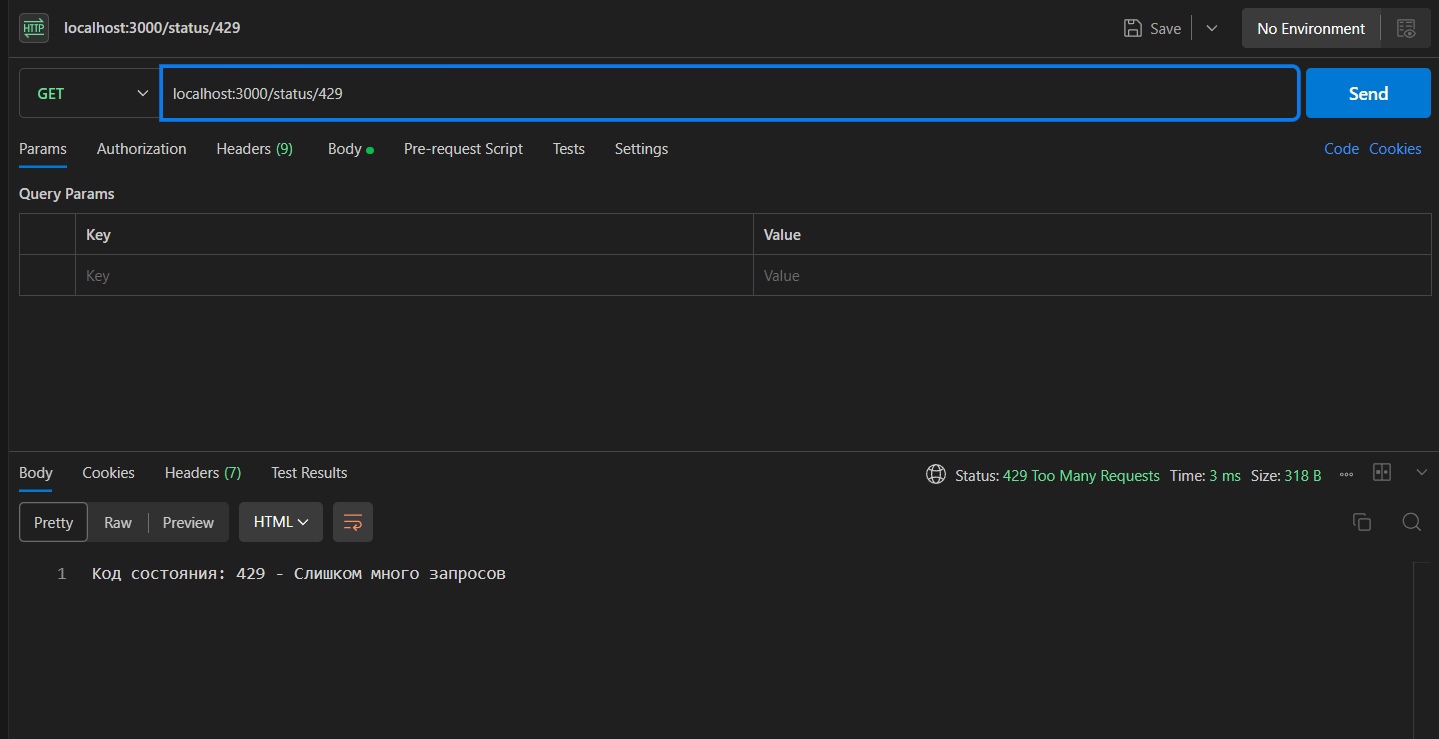 HTTP localhost:3000/status/429 Save No Environment
GET localhost:3000/status/429 Send
Params Authorization Headers (9) Body Pre-request Script Tests Settings Code Cookies
Query Params
Key Value
Key Value
Body Cookies Headers (7) Test Results Status: 429 Too Many Requests Time: 3 ms Size: 318 B
Pretty Raw Preview HTML
1 Код состояния: 429 - Слишком много запросов